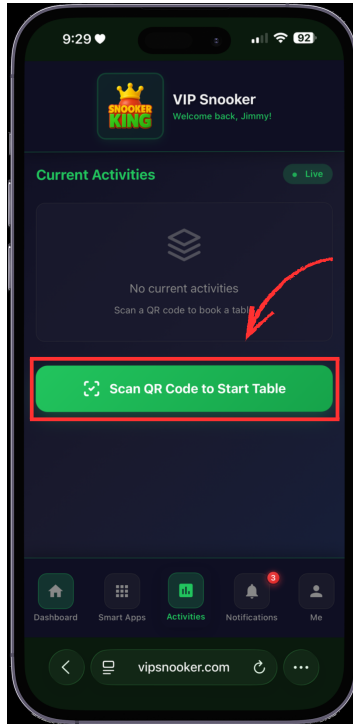 9:29
92
SNOOKER
KING
VIP Snooker
Welcome back, Jimmy!
Current Activities
Live
No current activities
Scan a QR code to book a table
Scan QR Code to Start Table
3
Dashboard
Smart Apps
Activities
Notifications
Me
vipsnooker.com